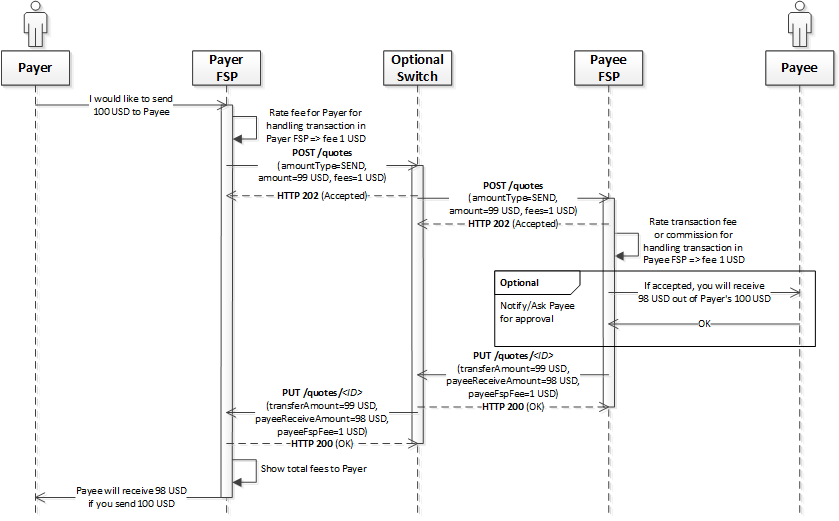 Payer
Payer
FSP
Optional
Switch
Payee
FSP
Payee
I would like to send
100 USD to Payee
Rate fee for Payer for
handling transaction in
Payer FSP => fee 1 USD
POST /quotes
(amountType=SEND,
amount=99 USD, fees=1 USD)
HTTP 202 (Accepted)
POST /quotes
(amountType=SEND,
amount=99 USD, fees=1 USD)
HTTP 202 (Accepted)
Rate transaction fee
or commission for
handling transaction in
Payee FSP => fee 1 USD
Optional
Notify/Ask Payee
for approval
If accepted, you will receive
98 USD out of Payer's 100 USD
OK
PUT /quotes/<ID>
(transferAmount=99 USD,
payeeReceiveAmount=98 USD,
payeeFspFee=1 USD)
HTTP 200 (OK)
PUT /quotes/<ID>
(transferAmount=99 USD,
payeeReceiveAmount=98 USD,
payeeFspFee=1 USD)
HTTP 200 (OK)
Show total fees to Payer
Payee will receive 98 USD
if you send 100 USD